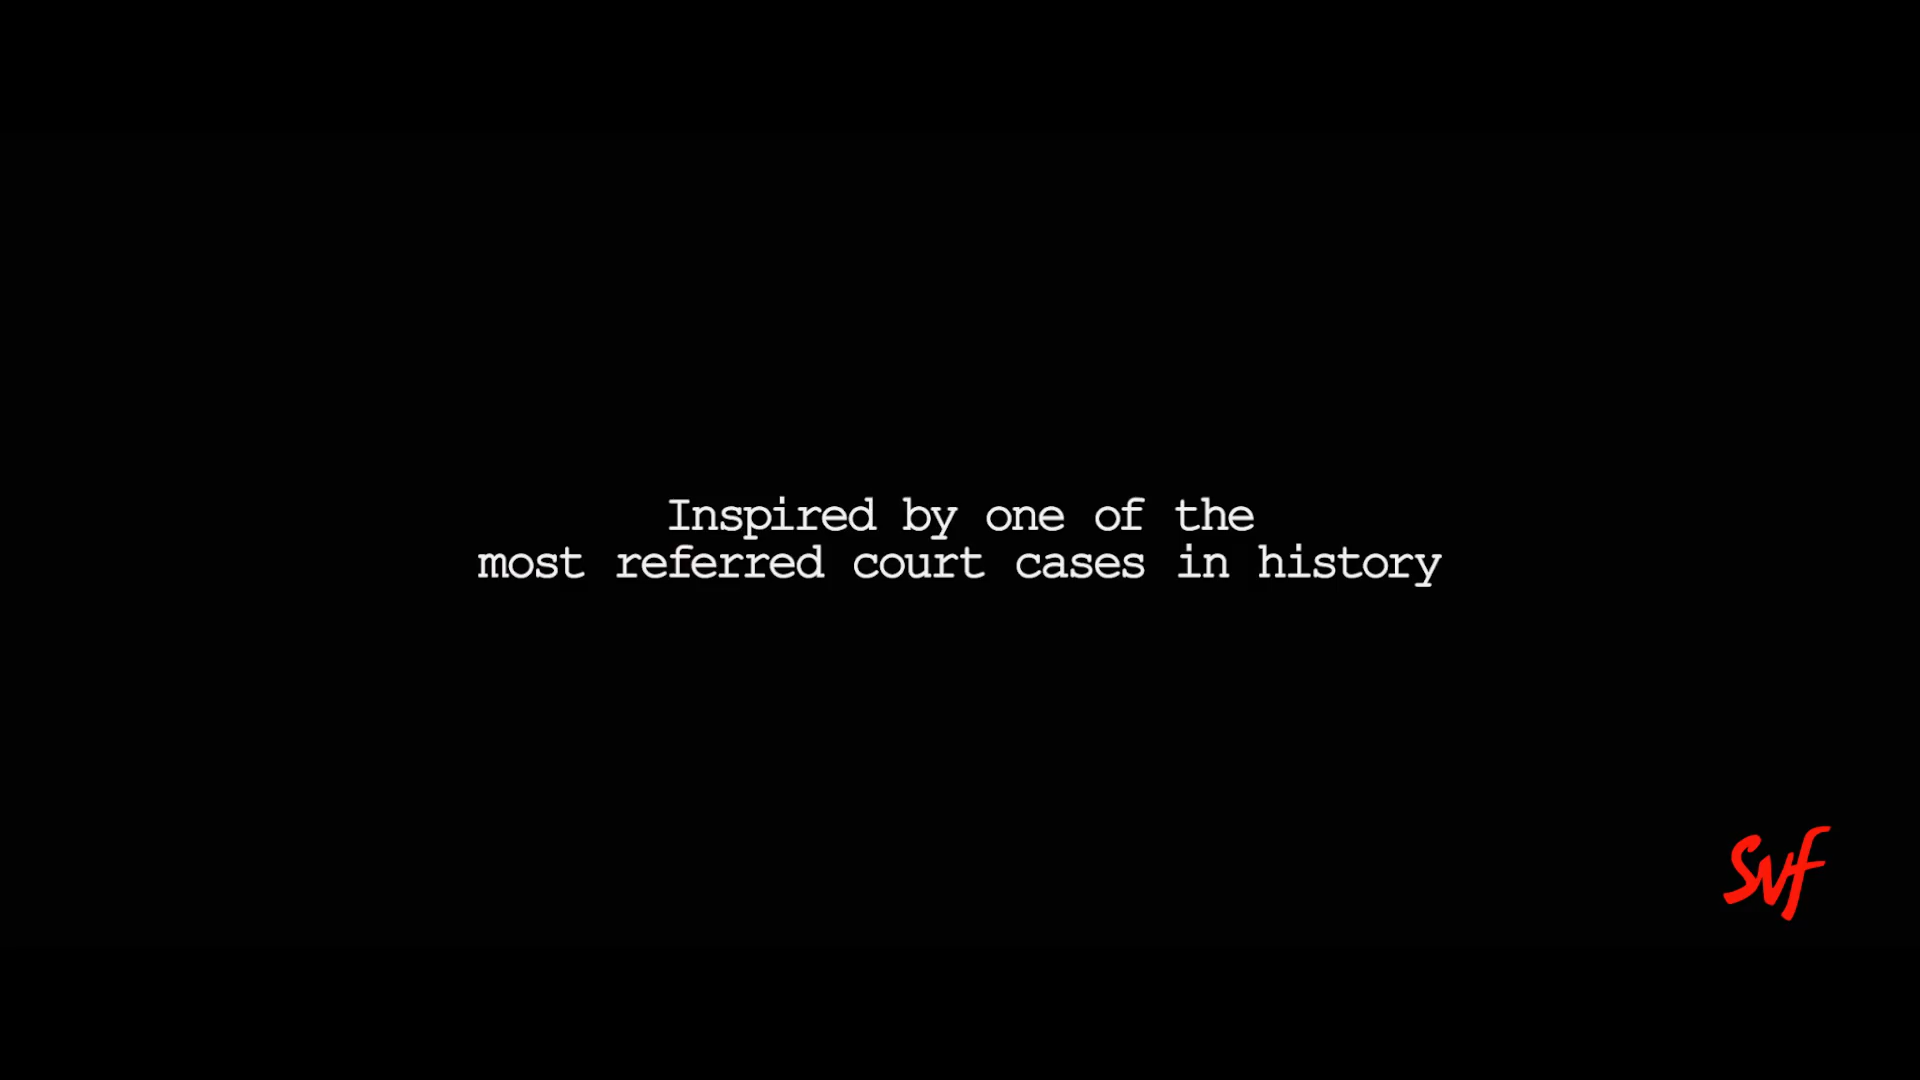 Inspired by one of the
most referred court cases in history
Svf